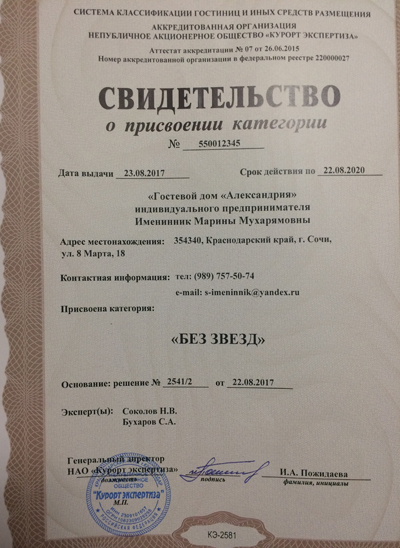 СИСТЕМА КЛАССИФИКАЦИИ ГОСТИНИЦ И ИНЫХ СРЕДСТВ РАЗМЕЩЕНИЯ
АККРЕДИТОВАННАЯ ОРГАНИЗАЦИЯ
НЕПУБЛИЧНОЕ АКЦИОНЕРНОЕ ОБЩЕСТВО «КУРОРТ ЭКСПЕРТИЗА»
Аттестат аккредитации № 07 от 26.06.2015
Номер аккредитованной организации в федеральном реестре 220000027
СВИДЕТЕЛЬСТВО
о присвоении категории
№ 550012345
Дата выдачи 23.08.2017 Срок действия по 22.08.2020
«Гостевой дом «Александрия»
индивидуального предпринимателя
Именинник Марины Мухарямовны
Адрес местонахождения: 354340, Краснодарский край, г. Сочи,
ул. 8 Марта, 18
Контактная информация: тел: (989) 757-50-74
e-mail: s-imeninnik@yandex.ru
Присвоена категория:
«БЕЗ ЗВЕЗД»
Основание: решение № 2541/2 от 22.08.2017
Эксперт(ы): Соколов Н.В.
Бухаров С.А.
Генеральный директор
НАО «Курорт экспертиза» И.А. Пожидаева
должность подпись фамилия, инициалы
"Курорт экспертиза"
М.П.
КЭ-2581